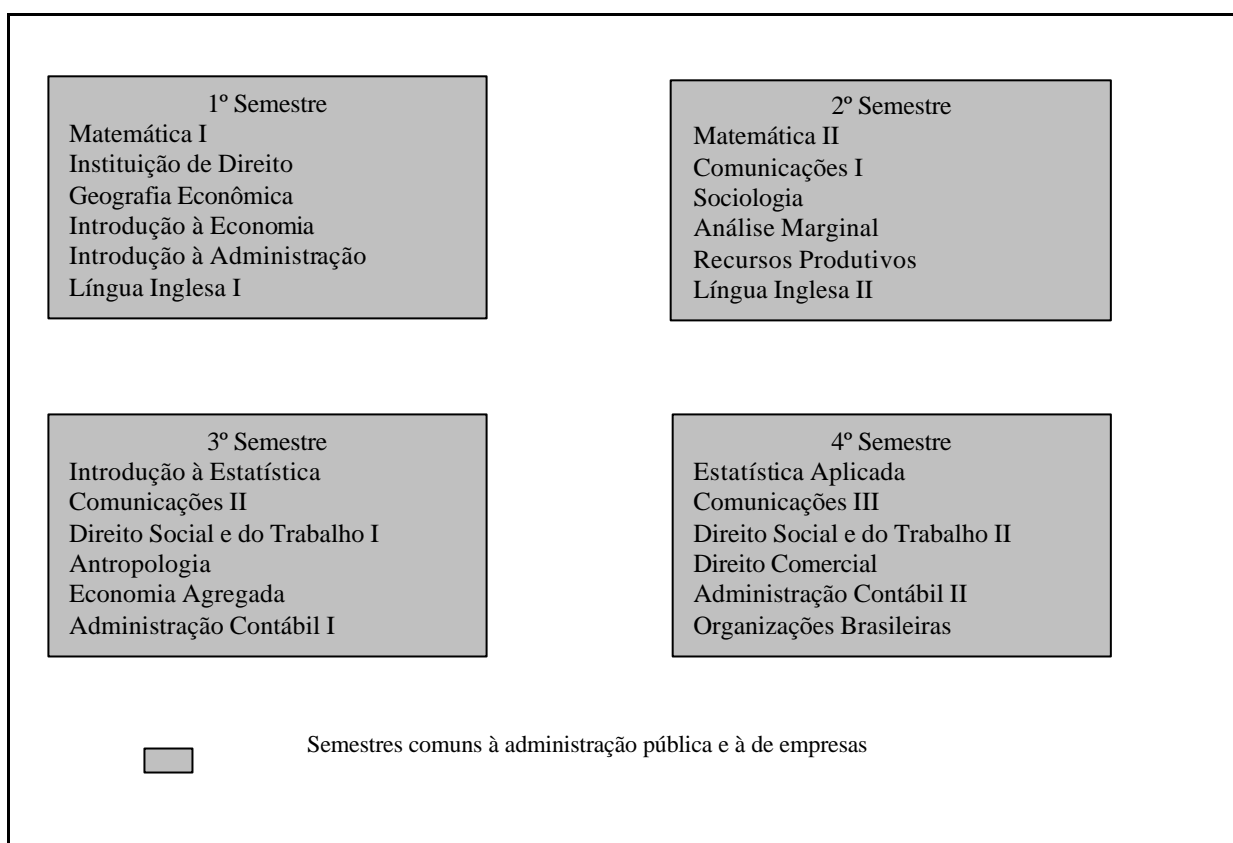 1º Semestre
Matemática I
Instituição de Direito
Geografia Econômica
Introdução à Economia
Introdução à Administração
Língua Inglesa I
2º Semestre
Matemática II
Comunicações I
Sociologia
Análise Marginal
Recursos Produtivos
Língua Inglesa II
3º Semestre
Introdução à Estatística
Comunicações II
Direito Social e do Trabalho I
Antropologia
Economia Agregada
Administração Contábil I
4º Semestre
Estatística Aplicada
Comunicações III
Direito Social e do Trabalho II
Direito Comercial
Administração Contábil II
Organizações Brasileiras
Semestres comuns à administração pública e à de empresas